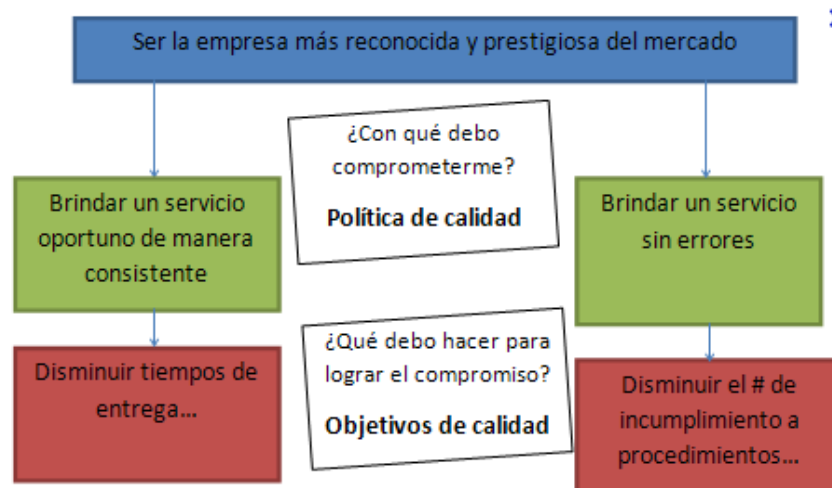 Ser la empresa más reconocida y prestigiosa del mercado
¿Con qué debo
comprometerme?
Política de calidad
Brindar un servicio
oportuno de manera
consistente
Brindar un servicio
sin errores
¿Qué debo hacer para
lograr el compromiso?
Objetivos de calidad
Disminuir tiempos de
entrega...
Disminuir el # de
incumplimiento a
procedimientos...